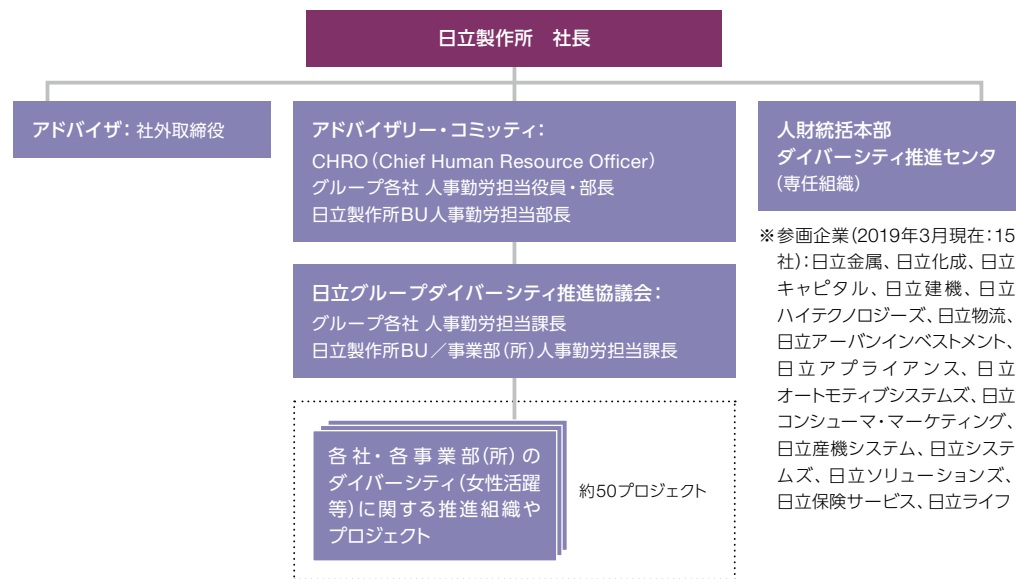 日立製作所　社長
アドバイザ：社外取締役
アドバイザリー・コミッティ：
CHRO（Chief Human Resource Officer）
グループ各社 人事勤労担当役員・部長
日立製作所BU人事勤労担当部長
人財統括本部
ダイバーシティ推進センタ
（専任組織）
※参画企業（2019年3月現在：15
社）：日立金属、日立化成、日立
キャピタル、日立建機、日立
ハイテクノロジーズ、日立物流、
日立アーバンインベストメント、
日立アプライアンス、日立
オートモティブシステムズ、日立
コンシューマ・マーケティング、
日立産機システム、日立システ
ムズ、日立ソリューションズ、
日立保険サービス、日立ライフ
日立グループダイバーシティ推進協議会：
グループ各社 人事勤労担当課長
日立製作所BU／事業部（所）人事勤労担当課長
各社・各事業部（所）の
ダイバーシティ（女性活躍
等）に関する推進組織や
プロジェクト
約50プロジェクト